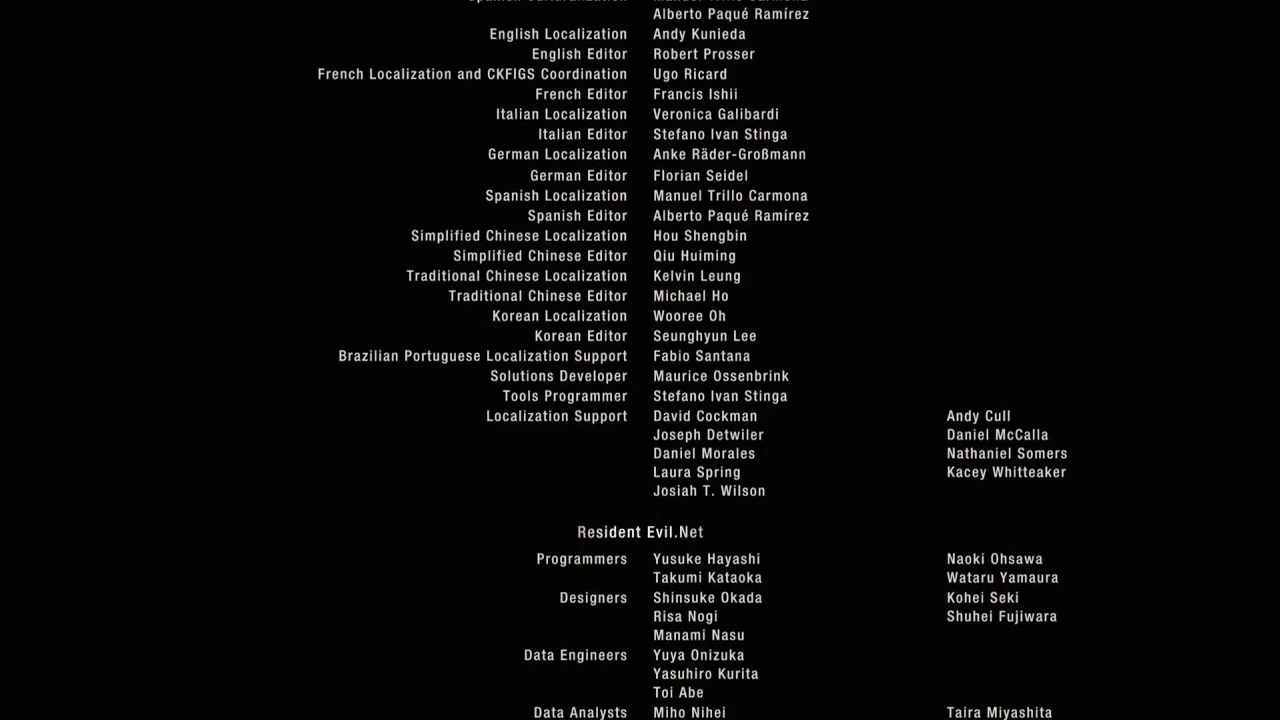 Alberto Paqué Ramírez
English Localization Andy Kunieda
English Editor Robert Prosser
French Localization and CKFIGS Coordination Ugo Ricard
French Editor Francis Ishii
Italian Localization Veronica Galibardi
Italian Editor Stefano Ivan Stinga
German Localization Anke Räder-Großmann
German Editor Florian Seidel
Spanish Localization Manuel Trillo Carmona
Spanish Editor Alberto Paqué Ramírez
Simplified Chinese Localization Hou Shengbin
Simplified Chinese Editor Qiu Huiming
Traditional Chinese Localization Kelvin Leung
Traditional Chinese Editor Michael Ho
Korean Localization Wooree Oh
Korean Editor Seunghyun Lee
Brazilian Portuguese Localization Support Fabio Santana
Solutions Developer Maurice Ossenbrink
Tools Programmer Stefano Ivan Stinga
Localization Support David Cockman Andy Cull
Joseph Detwiler Daniel McCalla
Daniel Morales Nathaniel Somers
Laura Spring Kacey Whitteaker
Josiah T. Wilson
Resident Evil.Net
Programmers Yusuke Hayashi Naoki Ohsawa
Takumi Kataoka Wataru Yamaura
Designers Shinsuke Okada Kohei Seki
Risa Nogi Shuhei Fujiwara
Manami Nasu
Data Engineers Yuya Onizuka
Yasuhiro Kurita
Toi Abe
Data Analysts Miho Nihei Taira Miyashita